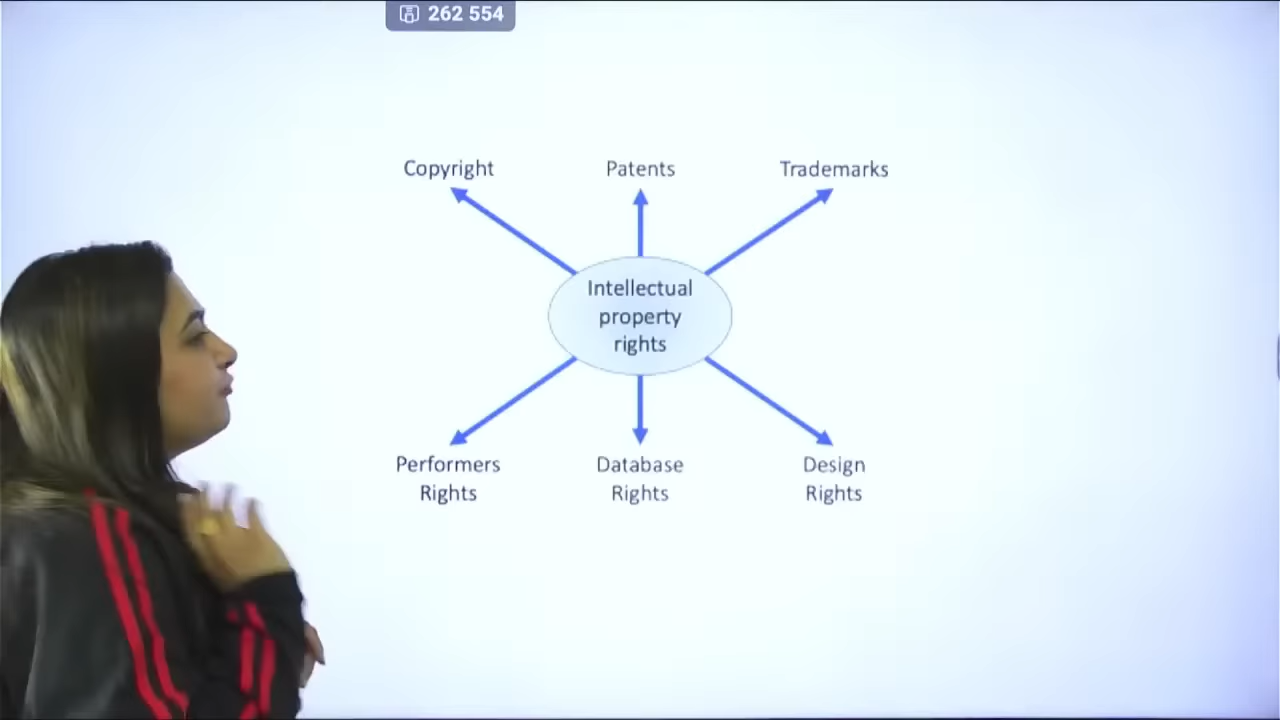 262 554
Copyright
Patents
Trademarks
Intellectual
property
rights
Performers
Rights
Database
Rights
Design
Rights